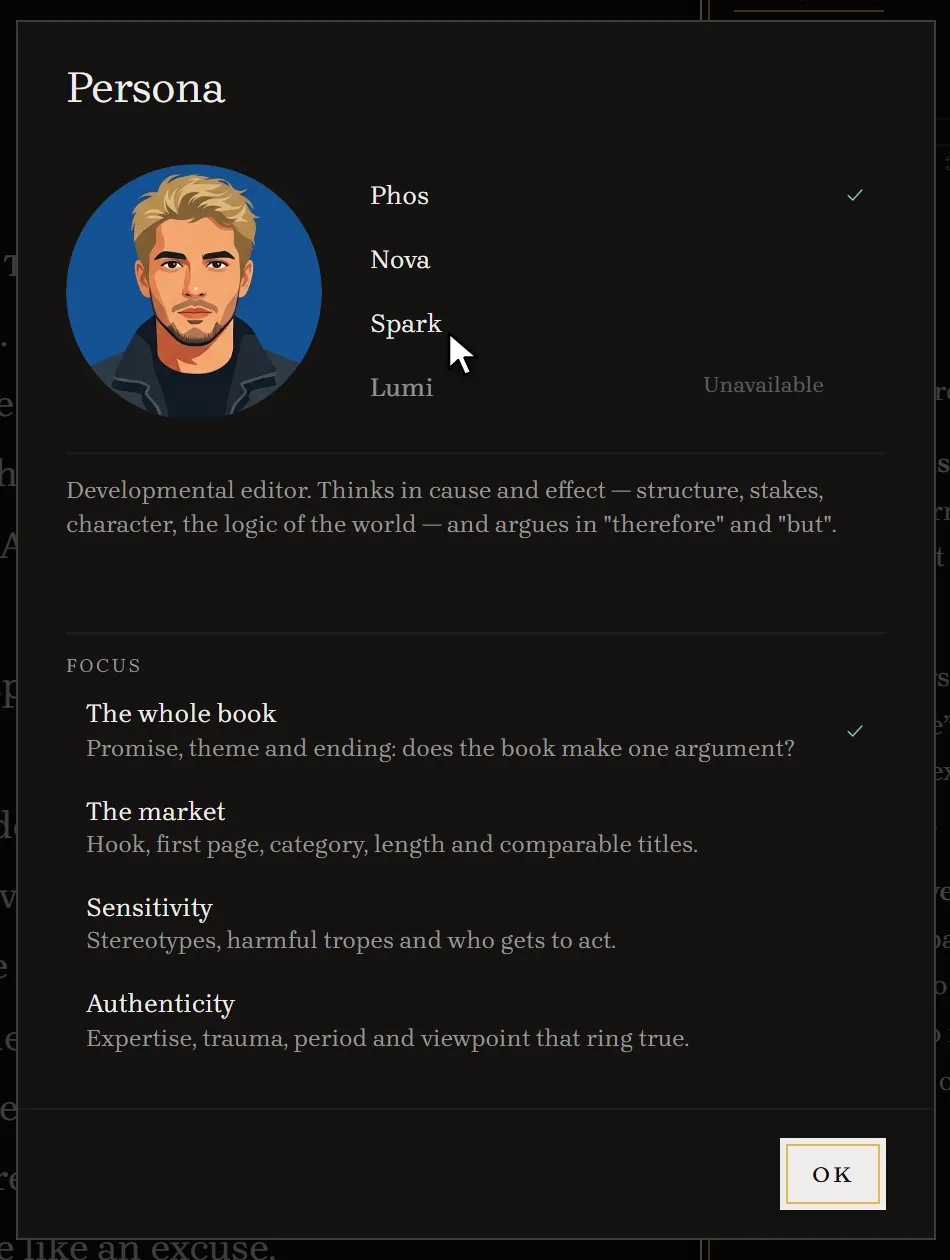 Persona
Phos
Nova
Spark
Lumi
Unavailable
Developmental editor. Thinks in cause and effect — structure, stakes,
character, the logic of the world — and argues in "therefore" and "but".
FOCUS
The whole book
Promise, theme and ending: does the book make one argument?
The market
Hook, first page, category, length and comparable titles.
Sensitivity
Stereotypes, harmful tropes and who gets to act.
Authenticity
Expertise, trauma, period and viewpoint that ring true.
OK
like an excuse.